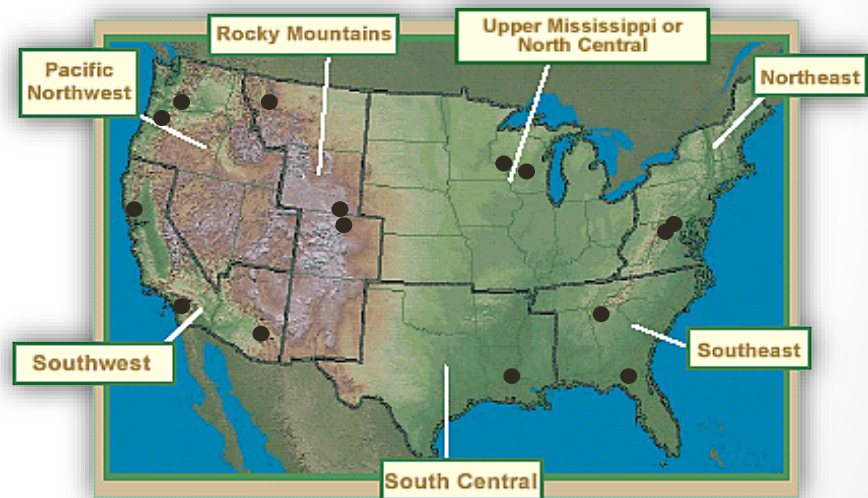 Rocky Mountains
Upper Mississippi or
North Central
Pacific
Northwest
Northeast
Southwest
Southeast
South Central